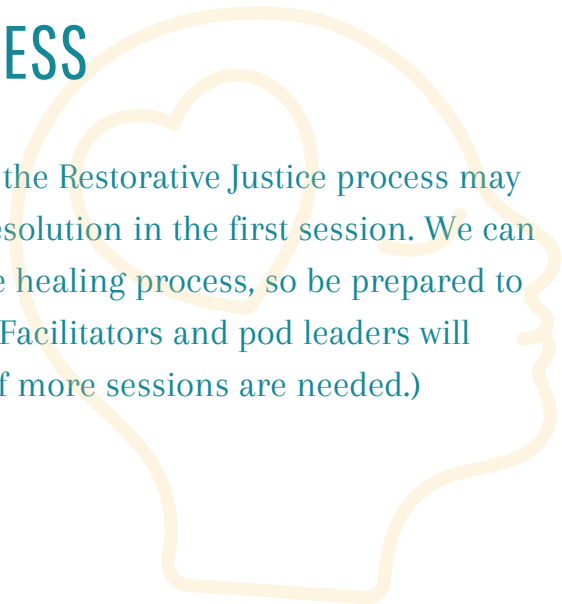 ESS
the Restorative Justice process may
esolution in the first session. We can
e healing process, so be prepared to
Facilitators and pod leaders will
f more sessions are needed.)